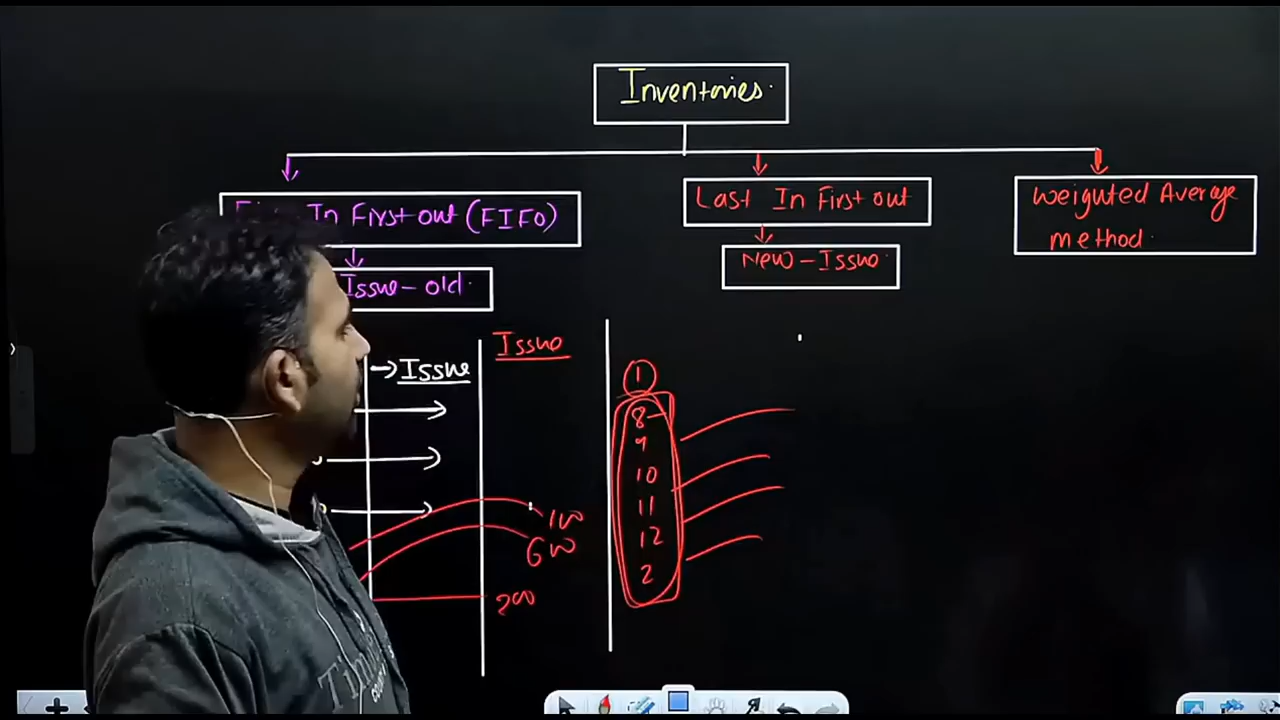 Inventories.
In First out (FIFO)
Issue - old.
Last In First out
New - Issue.
Weiguted Average
method.
→ Issue
Issue
100
600
200
1
8
9
10
11
12
2